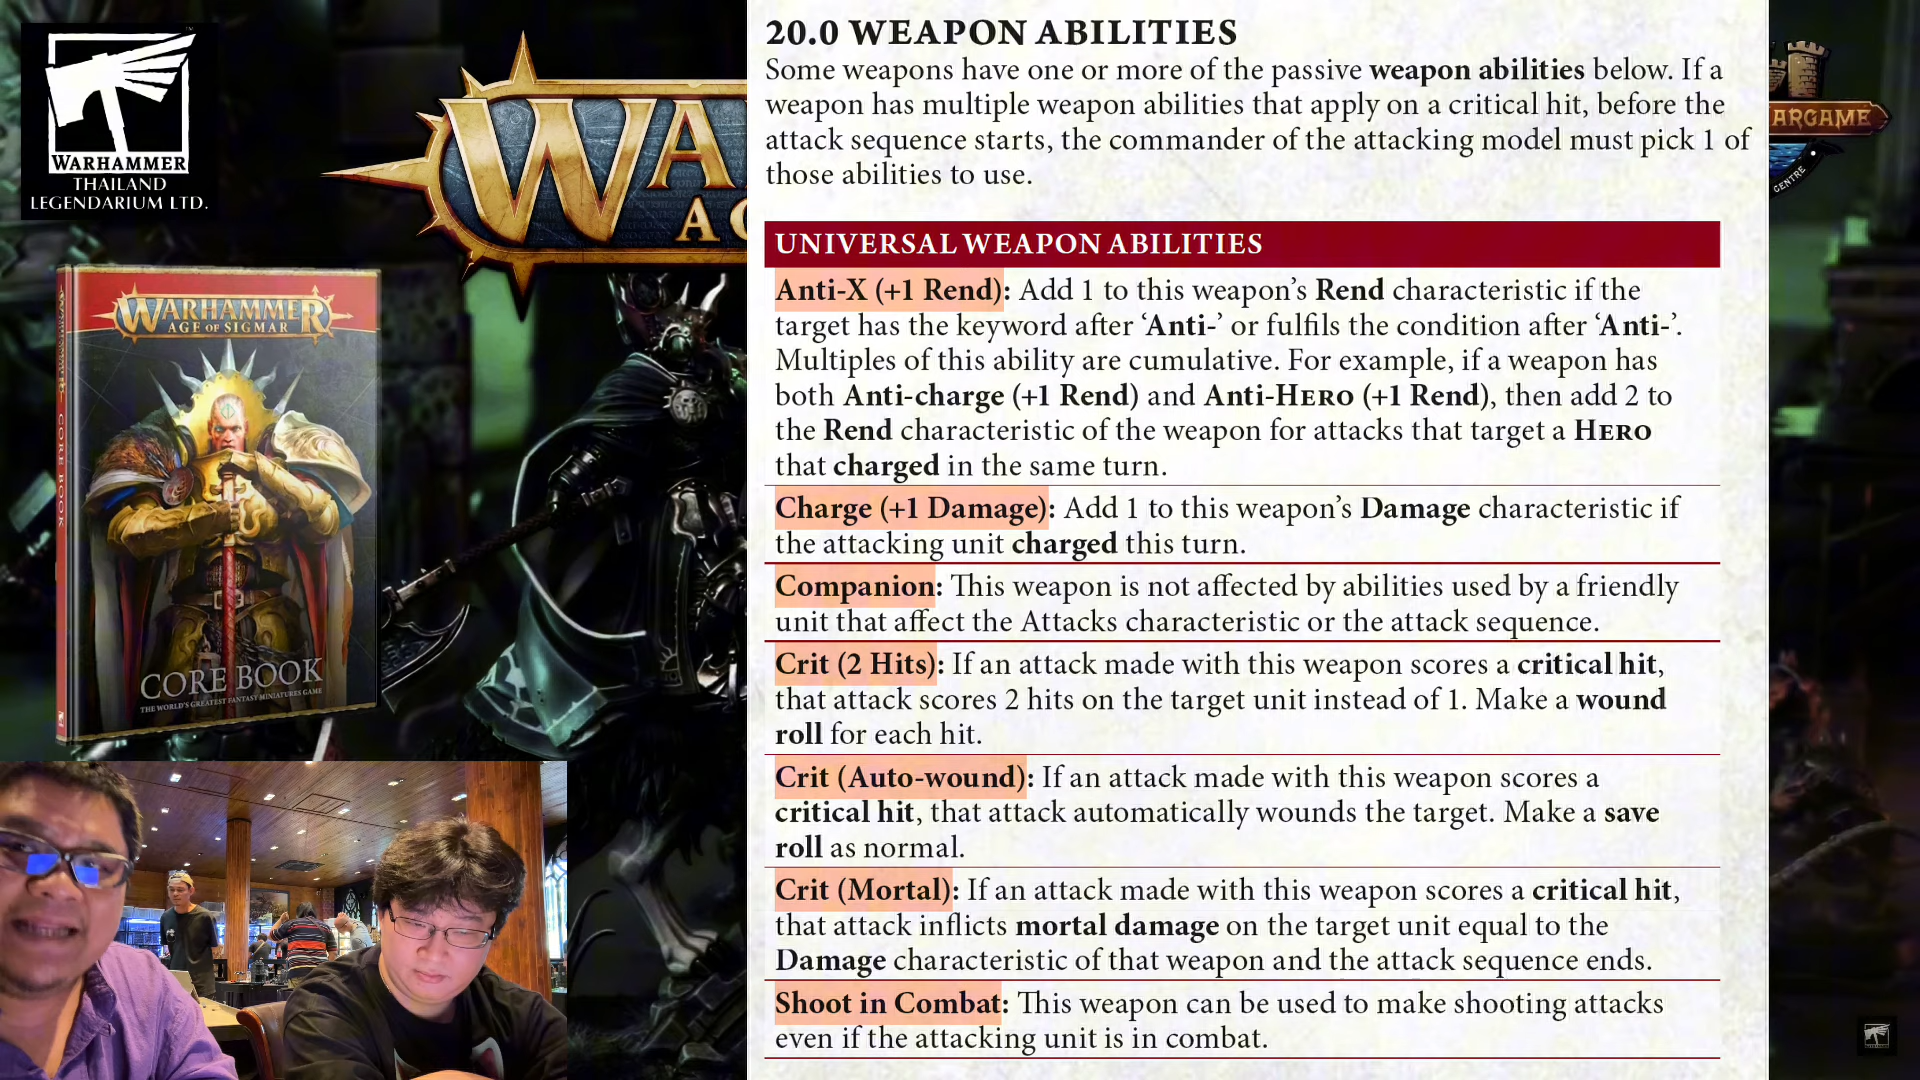 WARHAMMER
THAILAND
LEGENDARIUM LTD.
WA
AG
WARHAMMER
AGE OF SIGMAR
CORE BOOK
CORE BOOK
THE WORLD'S GREATEST FANTASY MINIATURES GAME
20.0 WEAPON ABILITIES
Some weapons have one or more of the passive weapon abilities below. If a
weapon has multiple weapon abilities that apply on a critical hit, before the
attack sequence starts, the commander of the attacking model must pick 1 of
those abilities to use.
UNIVERSAL WEAPON ABILITIES
Anti-X (+1 Rend): Add 1 to this weapon’s Rend characteristic if the
target has the keyword after ‘Anti-’ or fulfils the condition after ‘Anti-’.
Multiples of this ability are cumulative. For example, if a weapon has
both Anti-charge (+1 Rend) and Anti-HERO (+1 Rend), then add 2 to
the Rend characteristic of the weapon for attacks that target a HERO
that charged in the same turn.
Charge (+1 Damage): Add 1 to this weapon’s Damage characteristic if
the attacking unit charged this turn.
Companion: This weapon is not affected by abilities used by a friendly
unit that affect the Attacks characteristic or the attack sequence.
Crit (2 Hits): If an attack made with this weapon scores a critical hit,
that attack scores 2 hits on the target unit instead of 1. Make a wound
roll for each hit.
Crit (Auto-wound): If an attack made with this weapon scores a
critical hit, that attack automatically wounds the target. Make a save
roll as normal.
Crit (Mortal): If an attack made with this weapon scores a critical hit,
that attack inflicts mortal damage on the target unit equal to the
Damage characteristic of that weapon and the attack sequence ends.
Shoot in Combat: This weapon can be used to make shooting attacks
even if the attacking unit is in combat.
ARGAME
CENTRE